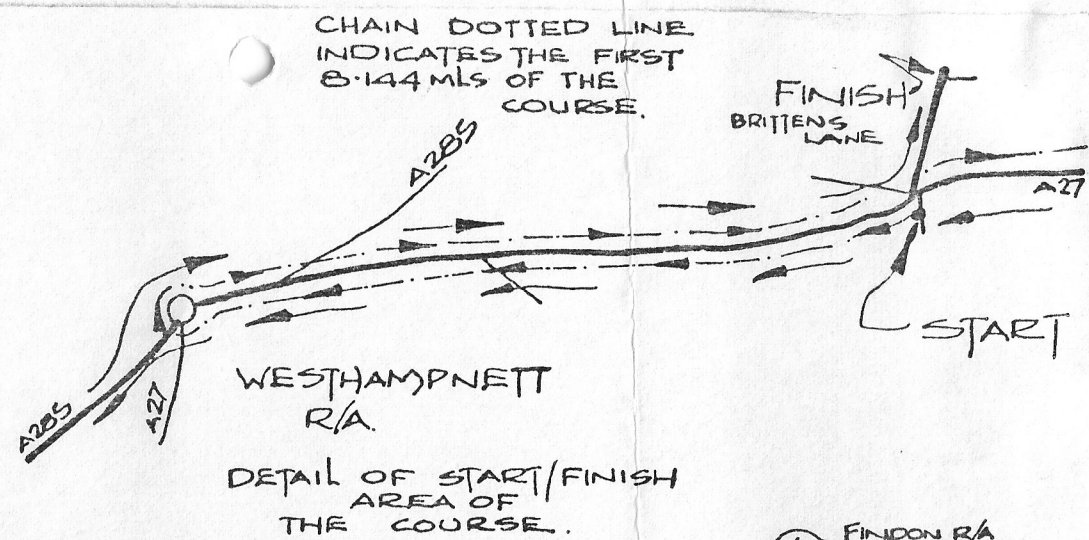 CHAIN DOTTED LINE
INDICATES THE FIRST
8·144 MLS OF THE
COURSE.
A285
FINISH
BRITTENS
LANE
A27
START
WESTHAMPNETT
R/A.
A285
A27
DETAIL OF START/FINISH
AREA OF
THE COURSE.
FINDON R/A